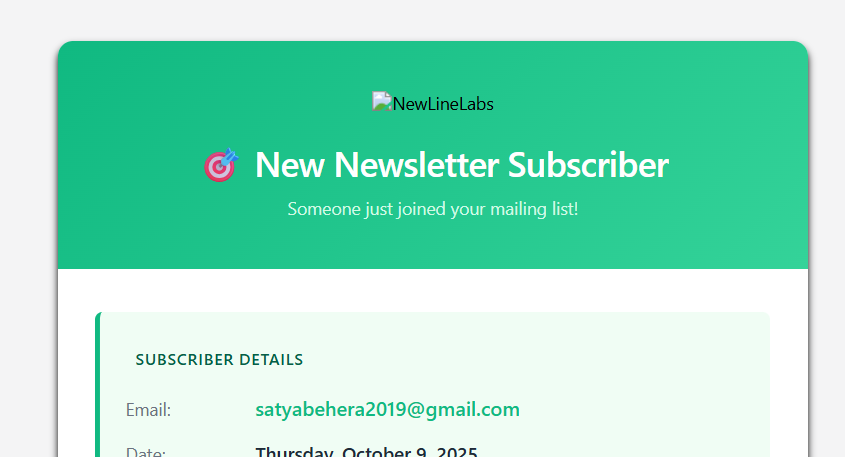 NewLineLabs
🎯 New Newsletter Subscriber
Someone just joined your mailing list!
SUBSCRIBER DETAILS
Email: satyabehera2019@gmail.com
Date: Thursday, October 9, 2025